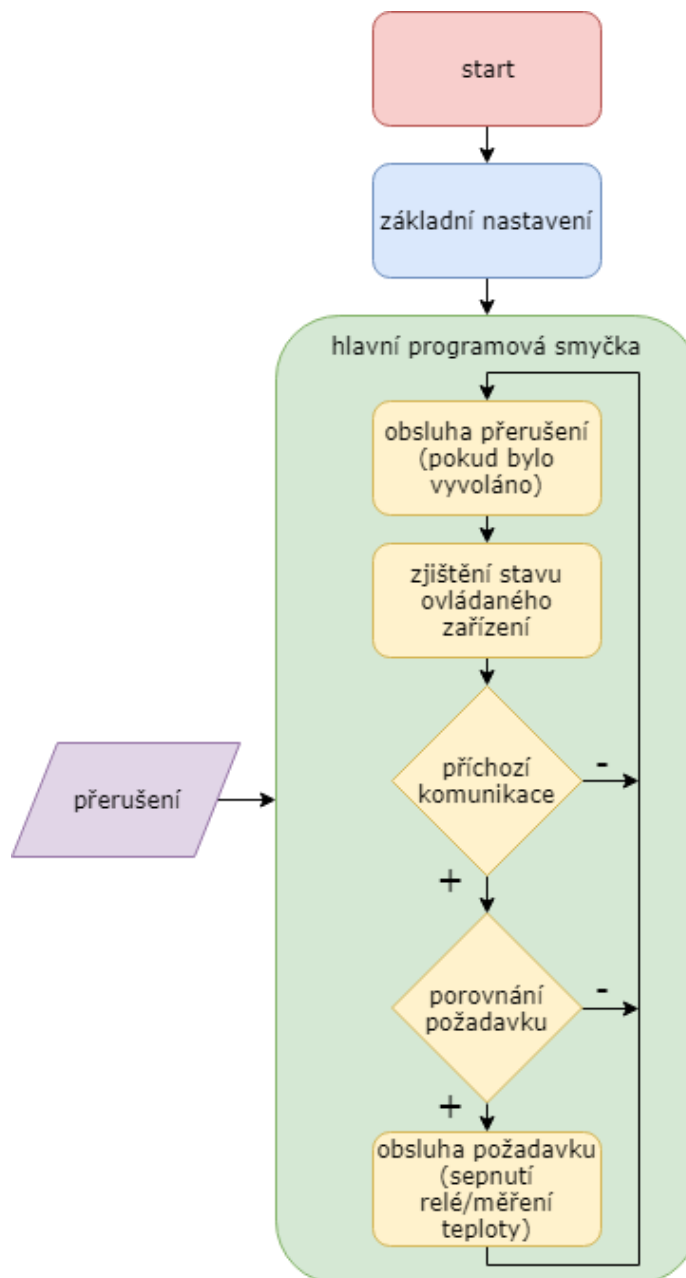 start
základní nastavení
hlavní programová smyčka
obsluha přerušení
(pokud bylo
vyvoláno)
zjištění stavu
ovládaného
zařízení
příchozí
komunikace
-
+
přerušení
porovnání
požadavku
-
+
obsluha požadavku
(sepnutí
relé/měření
teploty)